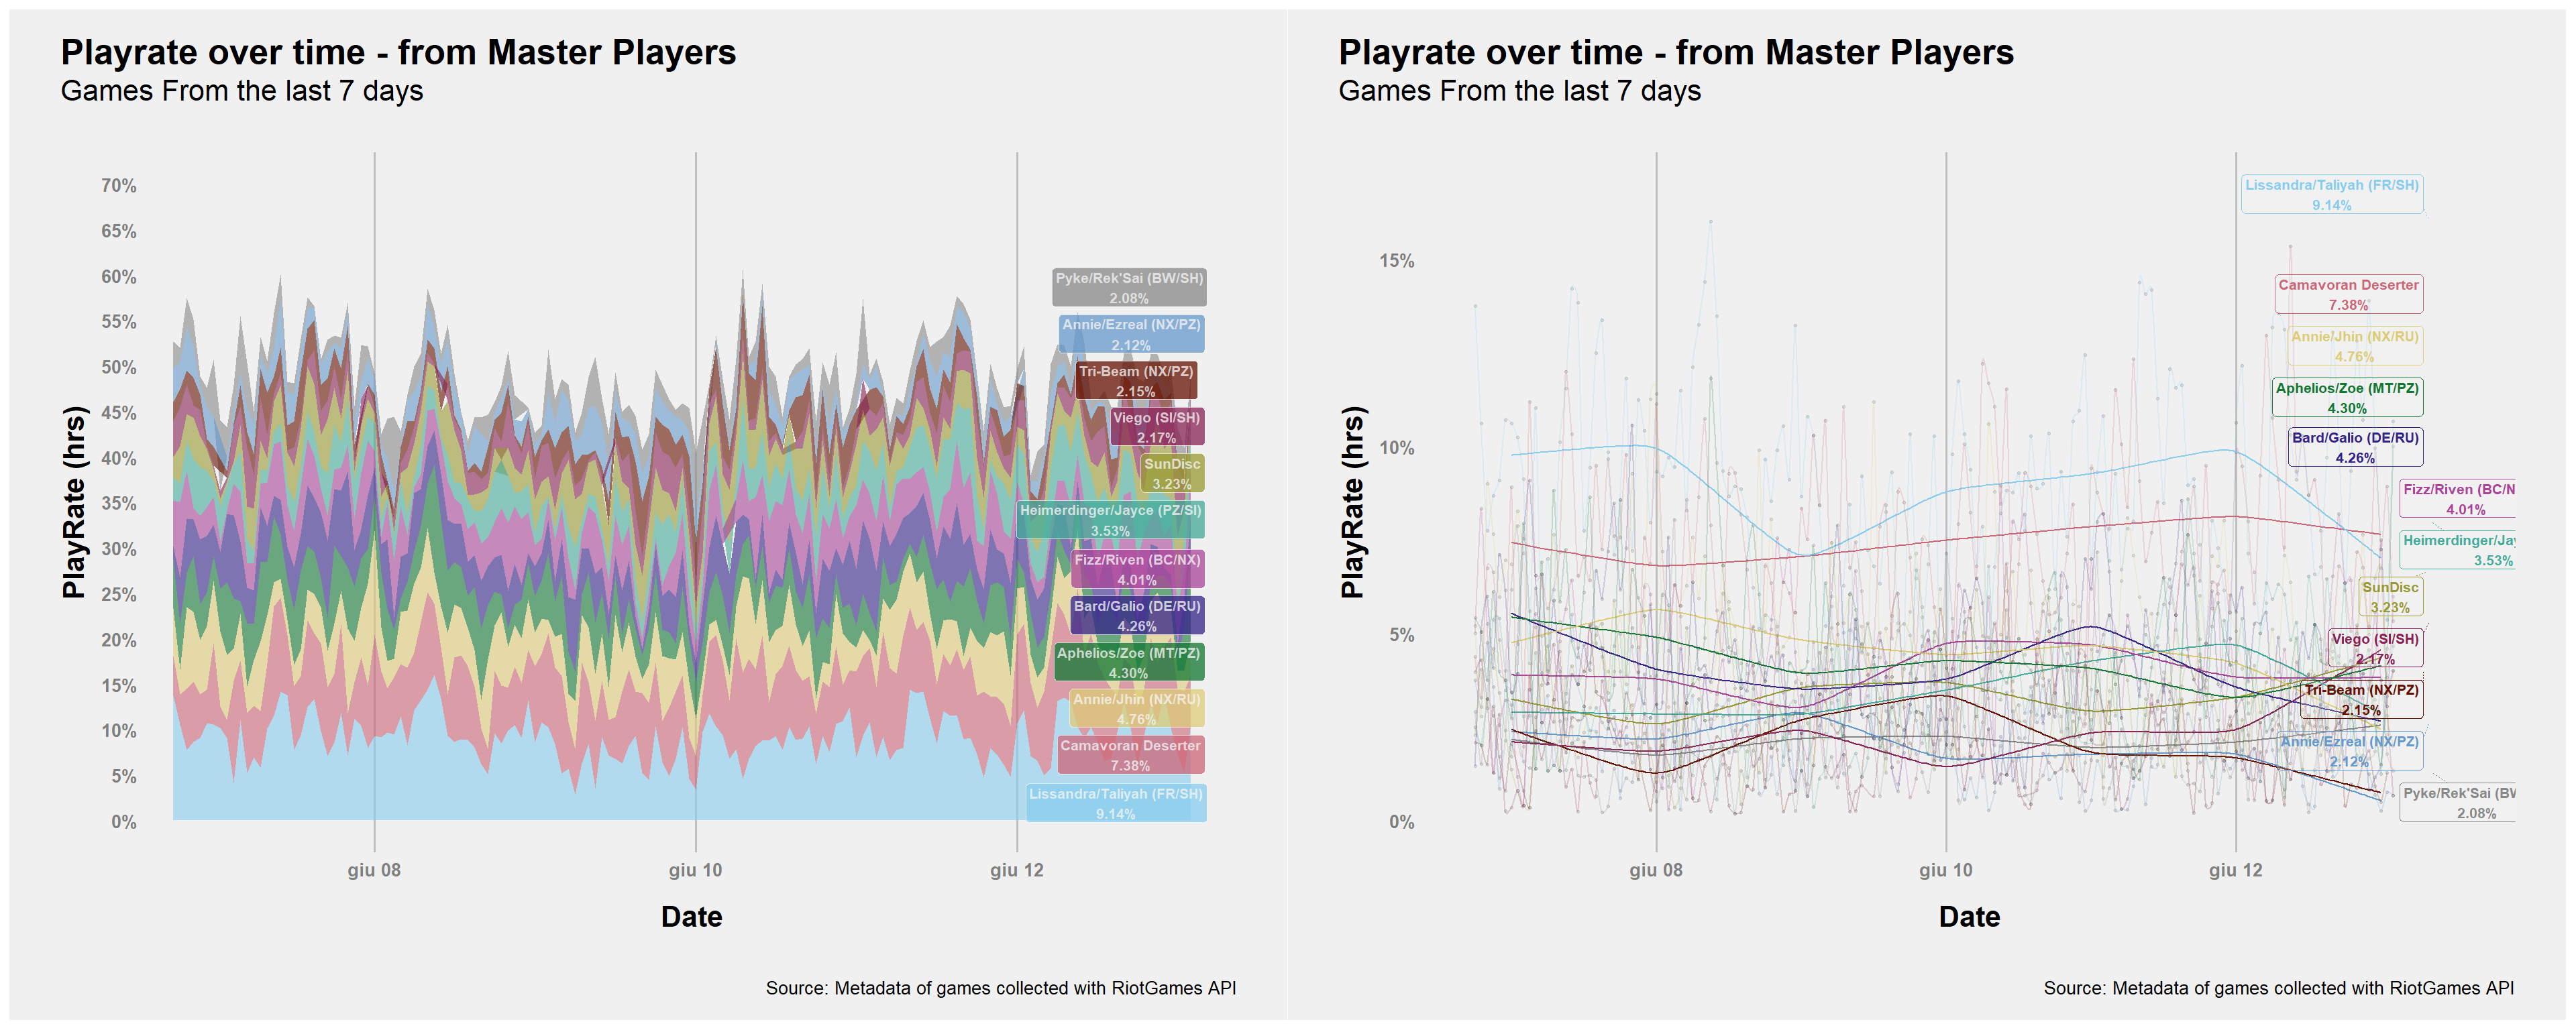 Playrate over time - from Master Players
Games From the last 7 days
PlayRate (hrs)
70%
65%
60%
55%
50%
45%
40%
35%
30%
25%
20%
15%
10%
5%
0%
Pyke/Rek'Sai (BW/SH)
2.08%
Annie/Ezreal (NX/PZ)
2.12%
Tri-Beam (NX/PZ)
2.15%
Viego (SI/SH)
2.17%
SunDisc
3.23%
Heimerdinger/Jayce (PZ/SI)
3.53%
Fizz/Riven (BC/NX)
4.01%
Bard/Galio (DE/RU)
4.26%
Aphelios/Zoe (MT/PZ)
4.30%
Annie/Jhin (NX/RU)
4.76%
Camavoran Deserter
7.38%
Lissandra/Taliyah (FR/SH)
9.14%
giu 08
giu 10
giu 12
Date
Source: Metadata of games collected with RiotGames API
Playrate over time - from Master Players
Games From the last 7 days
PlayRate (hrs)
15%
10%
5%
0%
Lissandra/Taliyah (FR/SH)
9.14%
Camavoran Deserter
7.38%
Annie/Jhin (NX/RU)
4.76%
Aphelios/Zoe (MT/PZ)
4.30%
Bard/Galio (DE/RU)
4.26%
Fizz/Riven (BC/N
4.01%
Heimerdinger/Jay
3.53%
SunDisc
3.23%
Viego (SI/SH)
2.17%
Tri-Beam (NX/PZ)
2.15%
Annie/Ezreal (NX/PZ)
2.12%
Pyke/Rek'Sai (BW
2.08%
giu 08
giu 10
giu 12
Date
Source: Metadata of games collected with RiotGames API